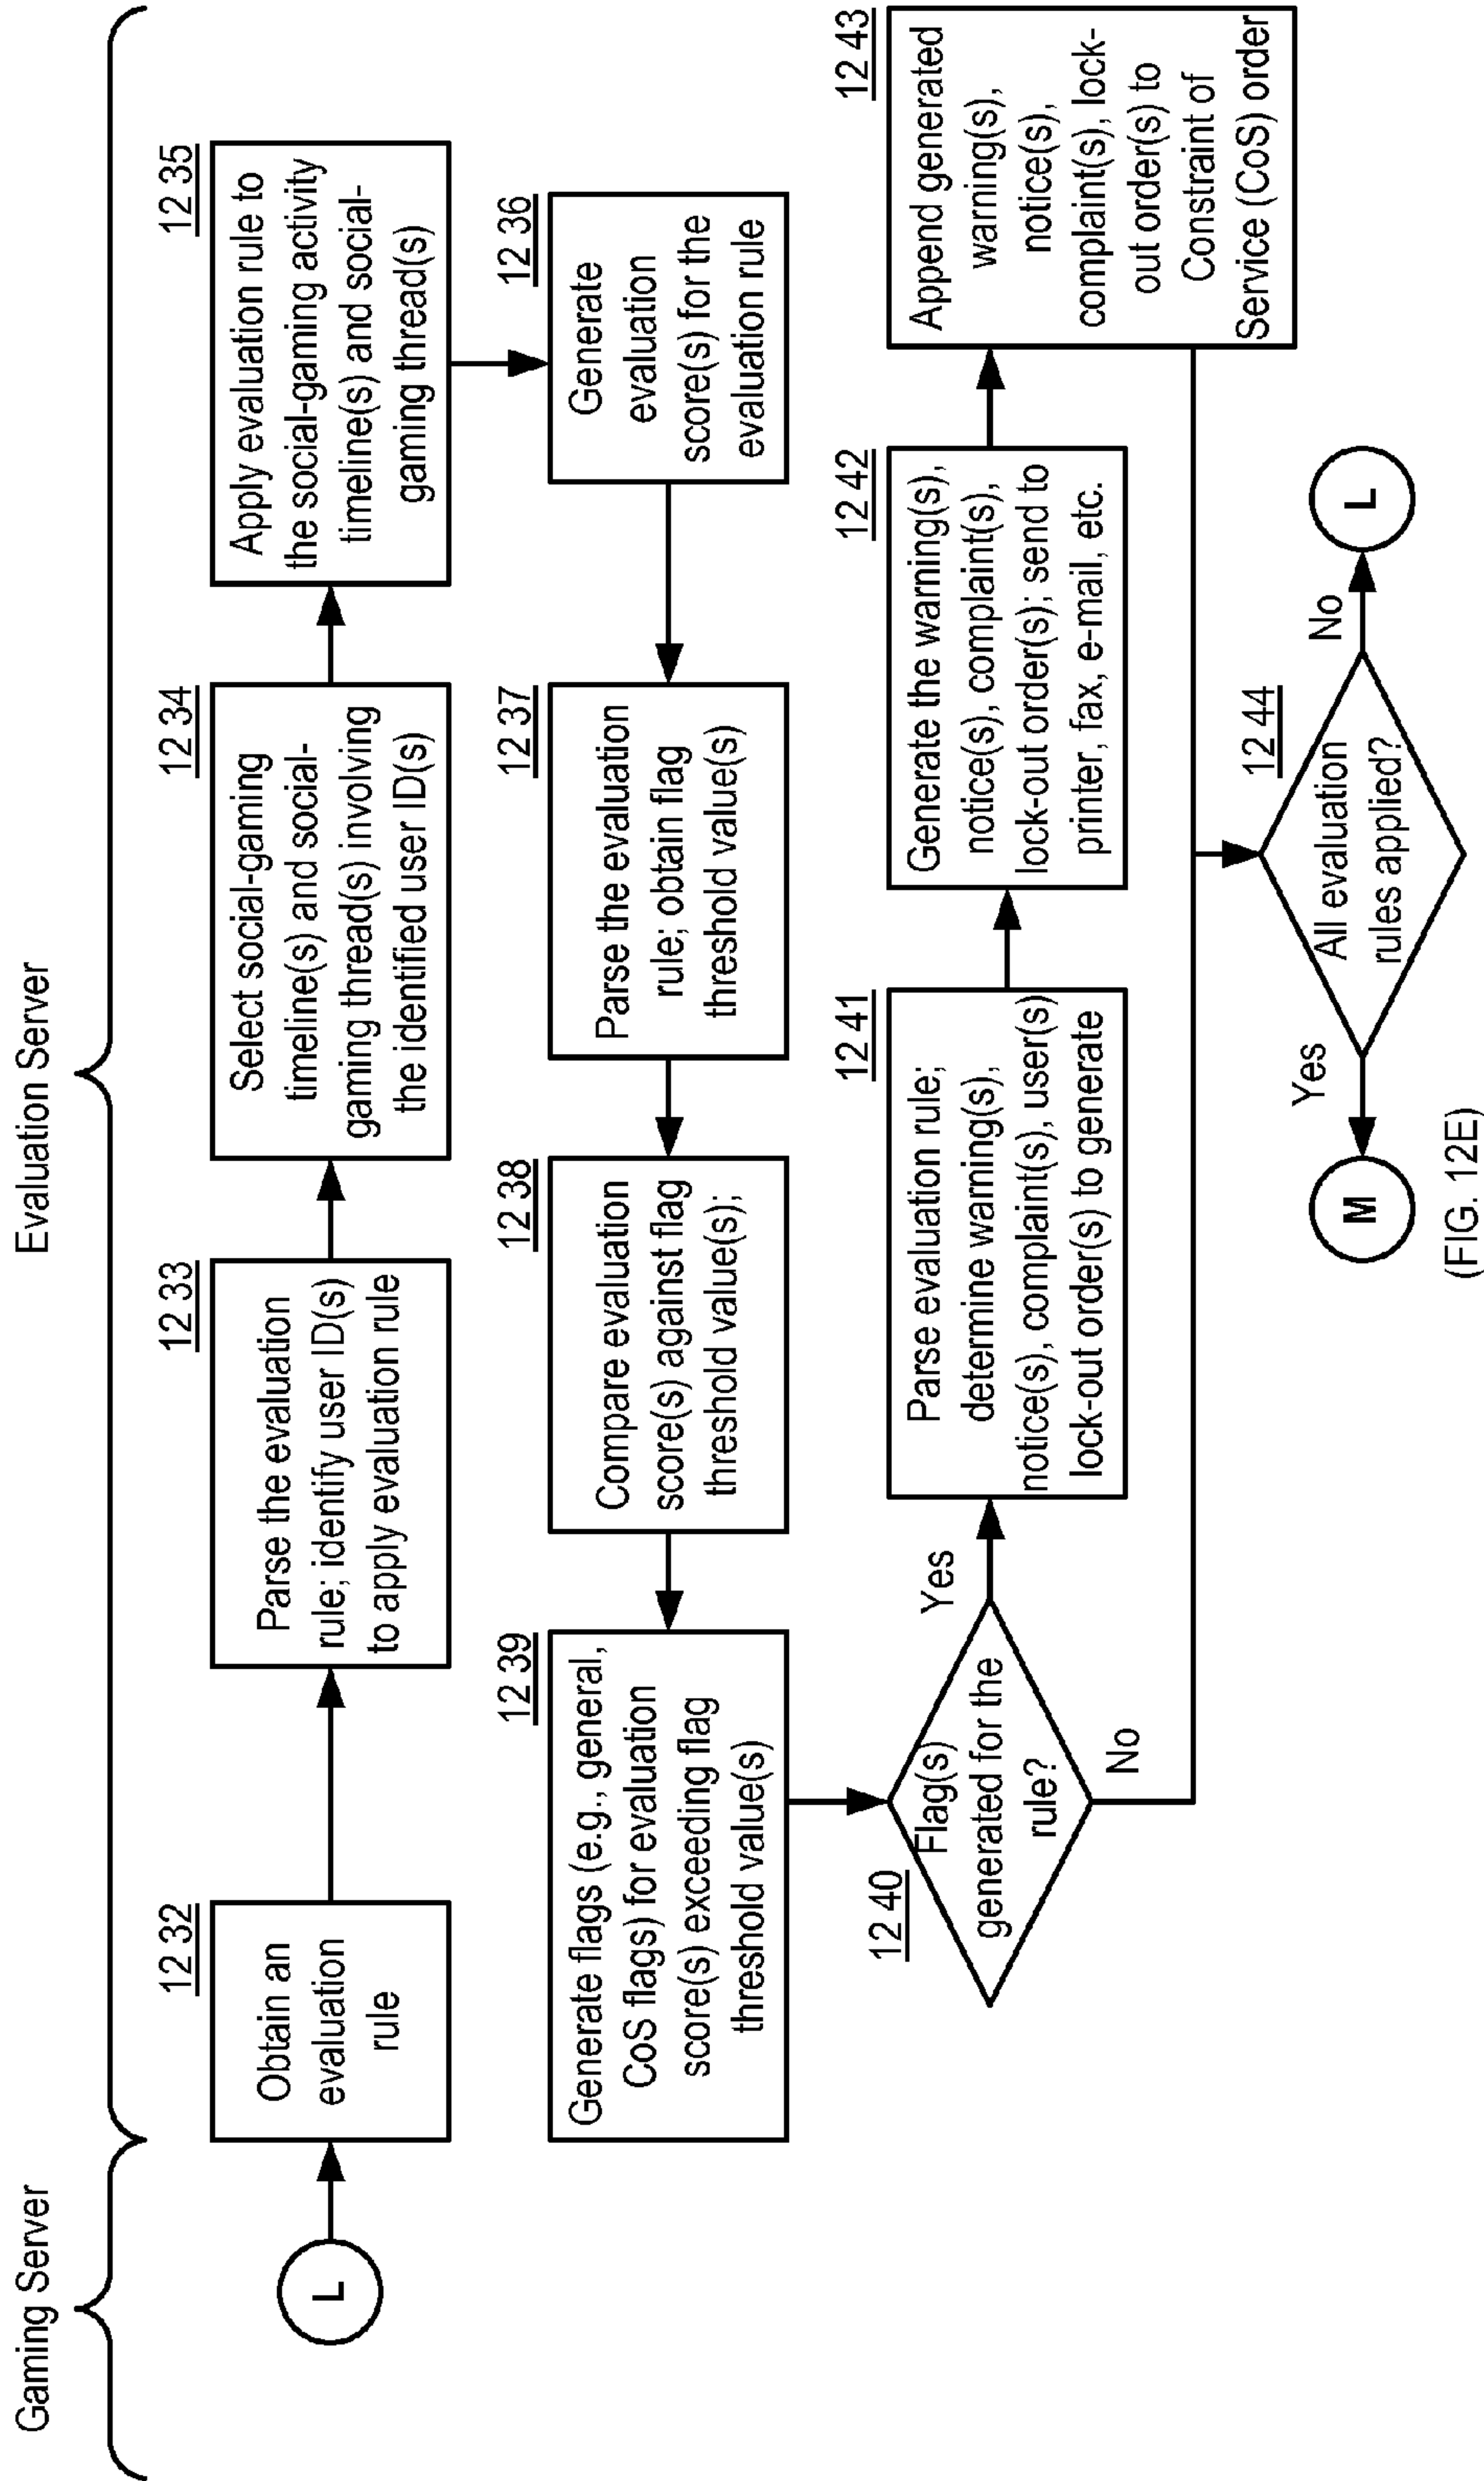 Gaming Server
Evaluation Server
L
12 32
Obtain an
evaluation
rule
12 33
Parse the evaluation
rule; identify user ID(s)
to apply evaluation rule
12 34
Select social-gaming
timeline(s) and social-
gaming thread(s) involving
the identified user ID(s)
12 35
Apply evaluation rule to
the social-gaming activity
timeline(s) and social-
gaming thread(s)
12 36
Generate
evaluation
score(s) for the
evaluation rule
12 37
Parse the evaluation
rule; obtain flag
threshold value(s)
12 38
Compare evaluation
score(s) against flag
threshold value(s);
12 39
Generate flags (e.g., general,
CoS flags) for evaluation
score(s) exceeding flag
threshold value(s)
12 40
Flag(s)
generated for the
rule?
Yes
No
12 41
Parse evaluation rule;
determine warning(s),
notice(s), complaint(s), user(s)
lock-out order(s) to generate
12 42
Generate the warning(s),
notice(s), complaint(s),
lock-out order(s); send to
printer, fax, e-mail, etc.
12 43
Append generated
warning(s),
notice(s),
complaint(s), lock-
out order(s) to
Constraint of
Service (CoS) order
12 44
All evaluation
rules applied?
Yes
No
M
L
(FIG. 12E)